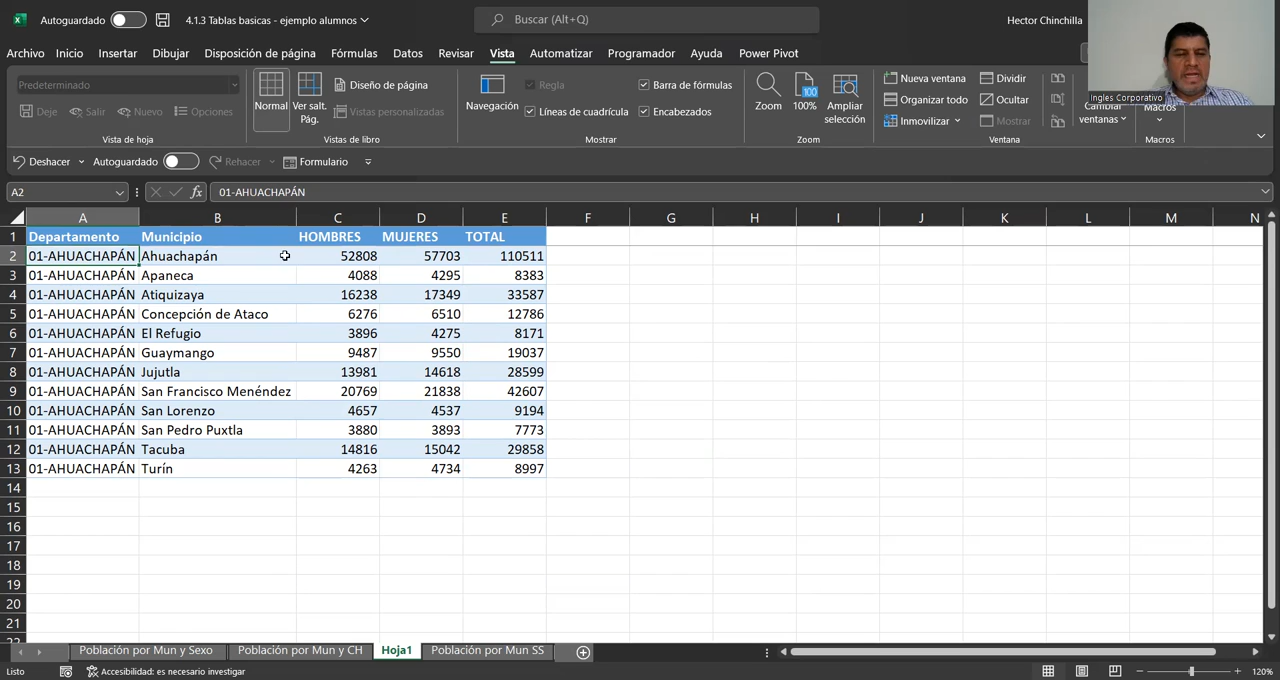 Autoguardado 4.1.3 Tablas basicas - ejemplo alumnos Buscar (Alt+Q) Hector Chinchilla
Archivo Inicio Insertar Dibujar Disposición de página Fórmulas Datos Revisar Vista Automatizar Programador Ayuda Power Pivot
Predeterminado
Guardar Salir Nuevo Opciones
Vista de hoja
Normal
Ver salt. Pág.
Diseño de página
Vistas personalizadas
Vistas de libro
Navegación
Regla
Barra de fórmulas
Líneas de cuadrícula
Encabezados
Mostrar
Zoom
100
100%
Ampliar selección
Zoom
Nueva ventana
Organizar todo
Inmovilizar
Dividir
Ocultar
Mostrar
Cambiar ventanas
Ventana
Macros
Macros
Ingles Corporativo
Deshacer Autoguardado Rehacer Formulario
A2 fx 01-AHUACHAPÁN
A B C D E F G H I J K L M N
1 Departamento Municipio HOMBRES MUJERES TOTAL
2 01-AHUACHAPÁN Ahuachapán 52808 57703 110511
3 01-AHUACHAPÁN Apaneca 4088 4295 8383
4 01-AHUACHAPÁN Atiquizaya 16238 17349 33587
5 01-AHUACHAPÁN Concepción de Ataco 6276 6510 12786
6 01-AHUACHAPÁN El Refugio 3896 4275 8171
7 01-AHUACHAPÁN Guaymango 9487 9550 19037
8 01-AHUACHAPÁN Jujutla 13981 14618 28599
9 01-AHUACHAPÁN San Francisco Menéndez 20769 21838 42607
10 01-AHUACHAPÁN San Lorenzo 4657 4537 9194
11 01-AHUACHAPÁN San Pedro Puxtla 3880 3893 7773
12 01-AHUACHAPÁN Tacuba 14816 15042 29858
13 01-AHUACHAPÁN Turín 4263 4734 8997
14
15
16
17
18
19
20
21
22
Población por Mun y Sexo Población por Mun y CH Hoja1 Población por Mun SS
Listo Accesibilidad: es necesario investigar 120%